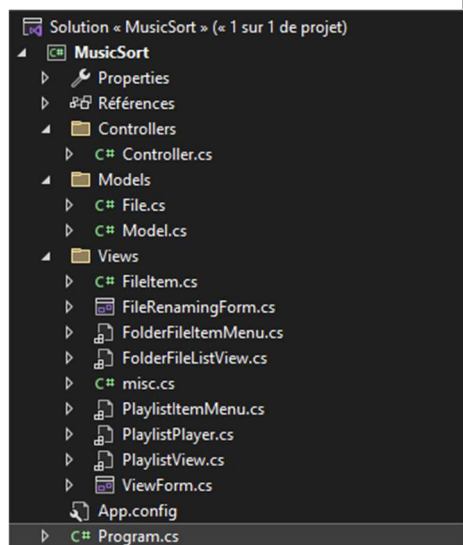 Solution « MusicSort » (« 1 sur 1 de projet)
C# MusicSort
Properties
Références
Controllers
C# Controller.cs
Models
C# File.cs
C# Model.cs
Views
C# FileItem.cs
FileRenamingForm.cs
FolderFileItemMenu.cs
FolderFileListView.cs
C# misc.cs
PlaylistItemMenu.cs
PlaylistPlayer.cs
PlaylistView.cs
ViewForm.cs
App.config
C# Program.cs